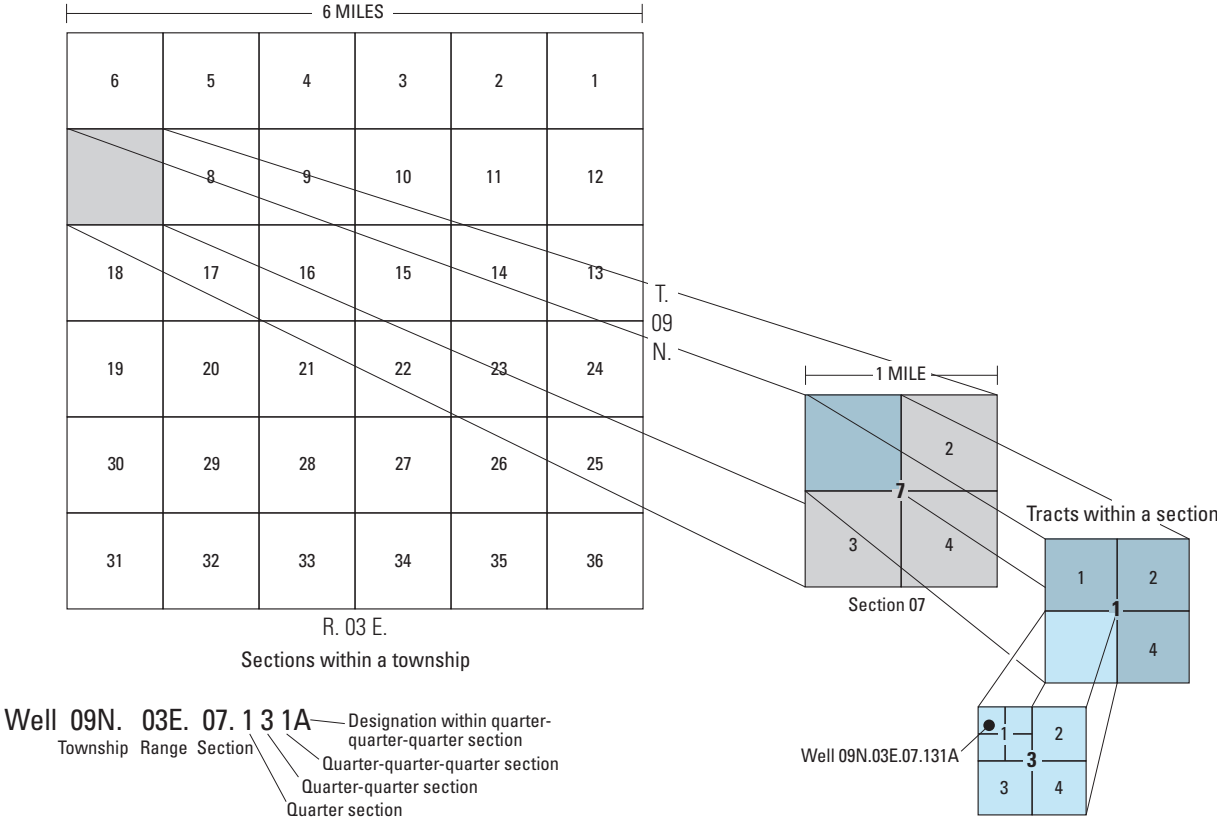 6 MILES
6 5 4 3 2 1
8 9 10 11 12
18 17 16 15 14 13
19 20 21 22 23 24
30 29 28 27 26 25
31 32 33 34 35 36
T.
09
N.
R. 03 E.
Sections within a township
1 MILE
2
7
3 4
Section 07
Tracts within a section
1 2
1
4
1 2
3
3 4
Well 09N.03E.07.131A
Well 09N. 03E. 07. 1 3 1A
Township Range Section
Designation within quarter-
quarter-quarter section
Quarter-quarter-quarter section
Quarter-quarter section
Quarter section